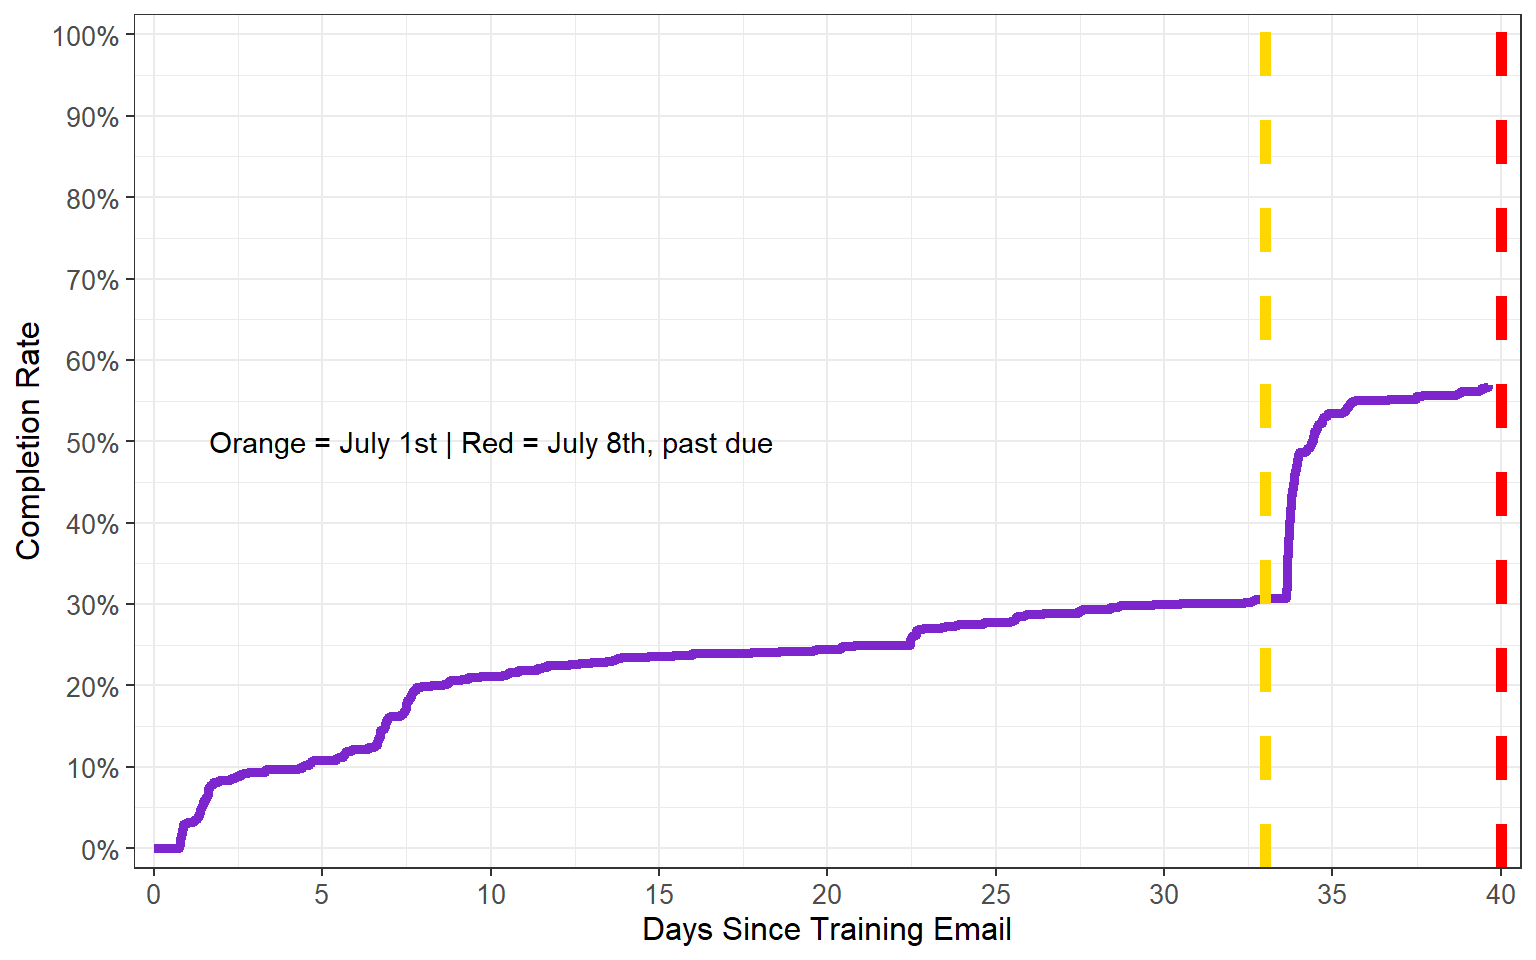 100%
90%
80%
70%
60%
50%
40%
30%
20%
10%
0%
Completion Rate
Orange = July 1st | Red = July 8th, past due
0 5 10 15 20 25 30 35 40
Days Since Training Email